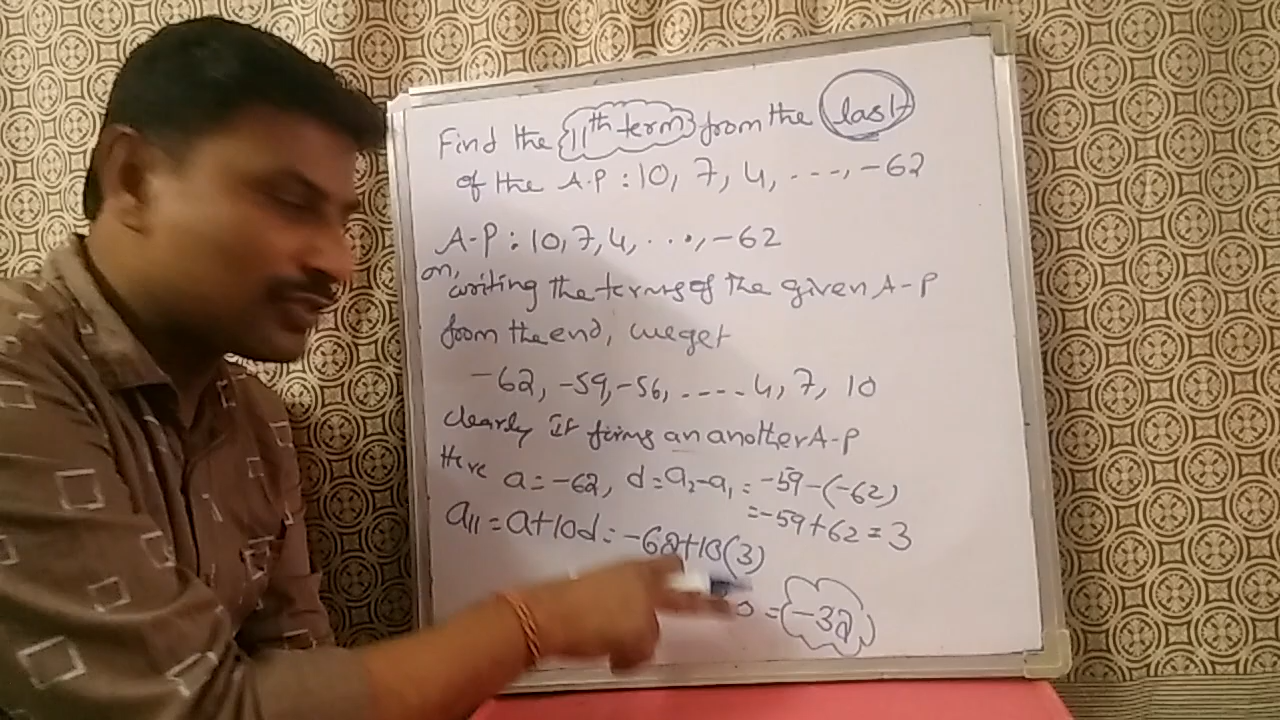 Find the 11th term from the last
of the A.P : 10, 7, 4, ...., -62
A-P : 10, 7, 4, ..., -62
on, writing the terms of the given A-P
from the end, we get
-62, -59, -56, ..... 4, 7, 10
clearly it forms an another A-P
Here a = -62, d = a2-a1 = -59-(-62)
= -59+62 = 3
a11 = a+10d = -62+10(3)
0 = -32